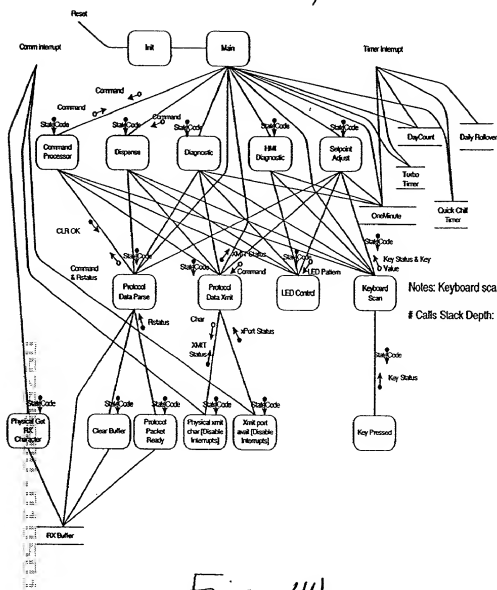 Reset
Comm Interrupt
Init
Main
Timer Interrupt
Command
Command
Command
StateCode
StateCode
StateCode
StateCode
StateCode
Command
Processor
Dispense
Diagnostic
HMI
Diagnostic
Setpoint
Adjust
DayCount
Daily Rollover
Turbo
Timer
OneMinute
Quick Chill
Timer
CLR OK
XMIT Status
StateCode
StateCode
StateCode
Command
& Rstatus
Command
LED Pattern
Key Status & Key
Value
Protocol
Data Parse
Protocol
Data Xmit
LED Control
Keyboard
Scan
Notes: Keyboard sca
# Calls Stack Depth:
Rstatus
Char
xPort Status
XMIT
Status
StateCode
Key Status
StateCode
StateCode
StateCode
StateCode
StateCode
Physical Get
RX
Character
Clear Buffer
Protocol
Packet
Ready
Physical xmit
char [Disable
Interrupts]
Xmit port
avail [Disable
Interrupts]
Key Pressed
RX Buffer